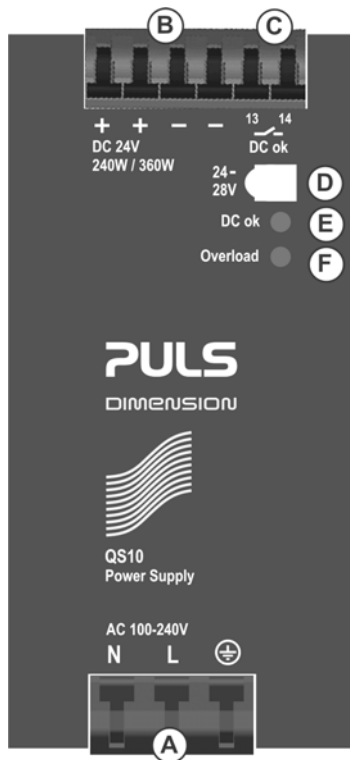 B C
+ + − − 13 14
DC 24V DC ok
240W / 360W
24-
28V D
DC ok E
Overload F
PULS
DIMENSION
QS10
Power Supply
AC 100-240V
N L
A